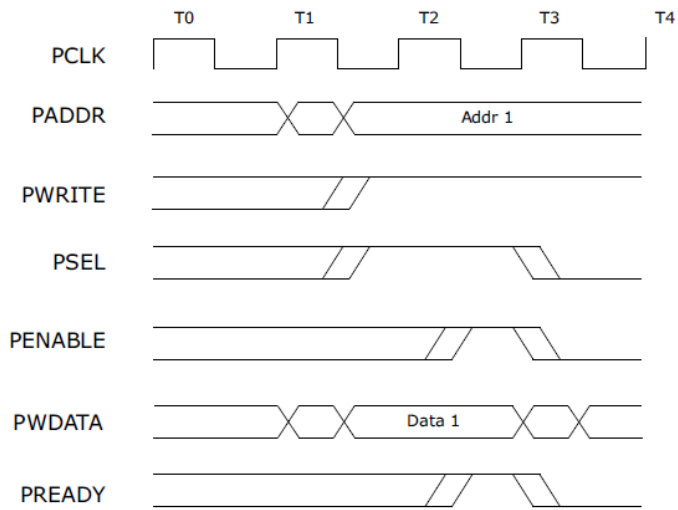 T0 T1 T2 T3 T4
PCLK
PADDR Addr 1
PWRITE
PSEL
PENABLE
PWDATA Data 1
PREADY